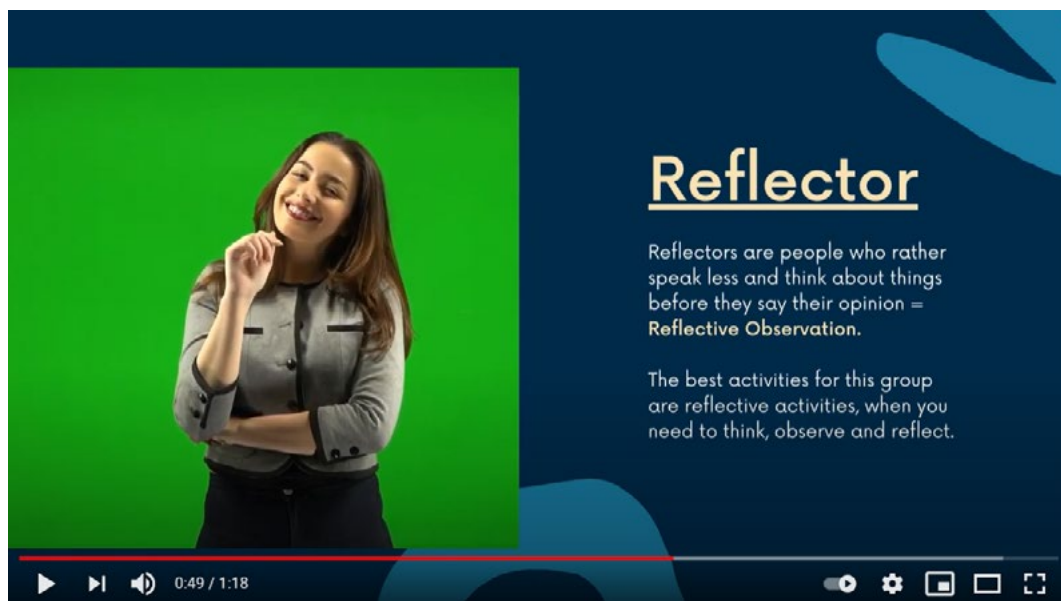 Reflector
Reflectors are people who rather
speak less and think about things
before they say their opinion =
Reflective Observation.
The best activities for this group
are reflective activities, when you
need to think, observe and reflect.
0:49 / 1:18